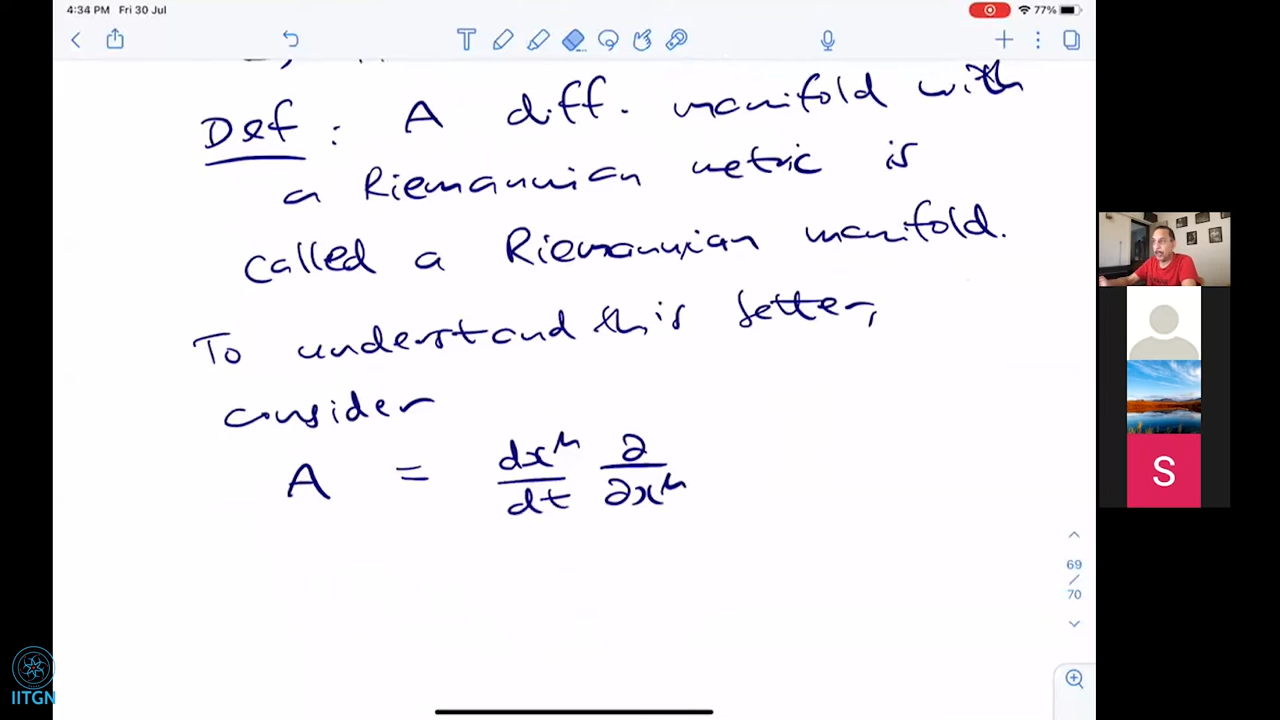 4:34 PM Fri 30 Jul
77%
Def : A diff. manifold with
a Riemannian metric is
called a Riemannian manifold.
To understand this better,
consider
A = dx^μ/dt ∂/∂x^μ
69
/
70
S
IITGN